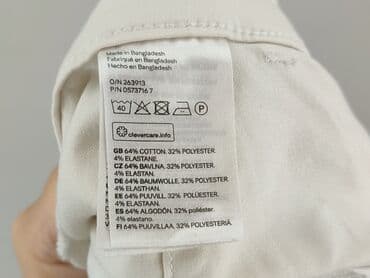 Made in Bangladesh
Fabriqué en Bangladesh
Hecho en Bangladesh
O/N 263913
P/N 0573716 7
40 P
clevercare.info
GB 64% COTTON. 32% POLYESTER.
4% ELASTANE.
CZ 64% BAVLNA. 32% POLYESTER.
4% ELASTAN.
DE 64% BAUMWOLLE. 32% POLYESTER.
4% ELASTHAN.
EE 64% PUUVILL. 32% POLÜESTER.
4% ELASTAAN.
ES 64% ALGODÓN. 32% poliéster.
4% elastano.
FI 64% PUUVILLAA. 32% POLYESTERIÄ.